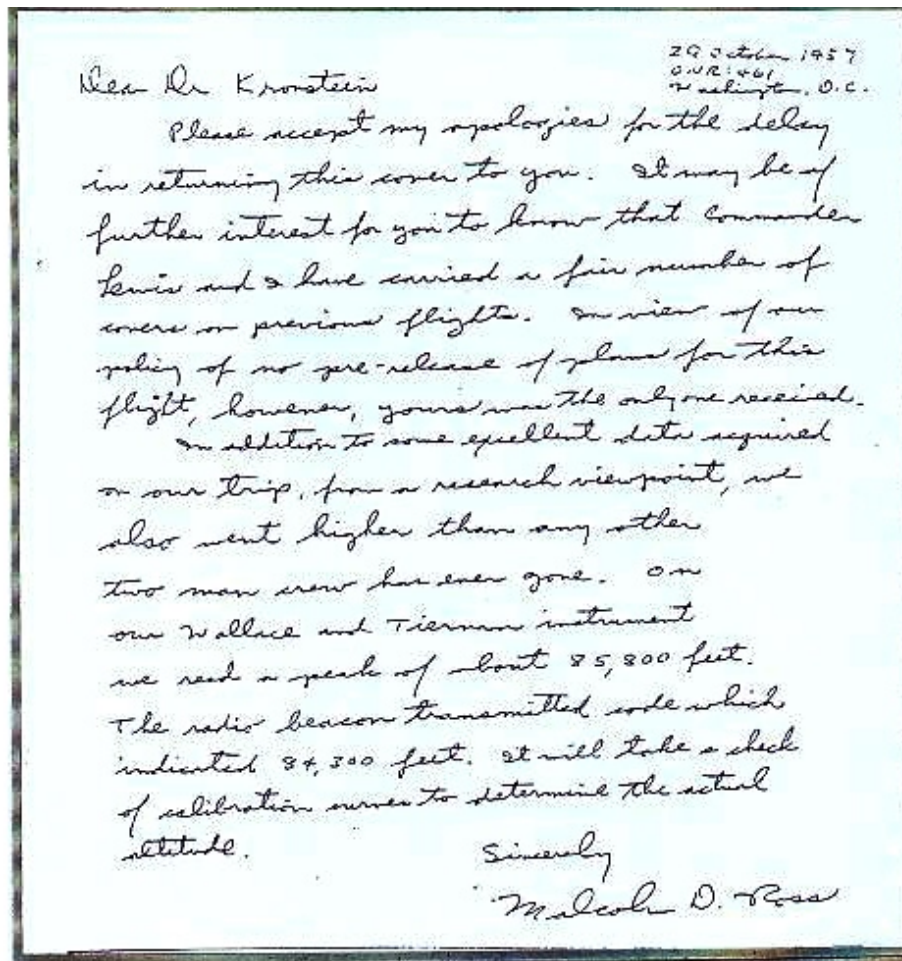 29 October 1957
ONR:461
Washington, D.C.
Dear Dr Kronstein
Please accept my apologies for the delay
in returning this cover to you. It may be of
further interest for you to know that Commander
Lewis and I have carried a fair number of
covers on previous flights. In view of our
policy of no pre-release of plans for this
flight, however, yours was the only one received.
In addition to some excellent data acquired
on our trip, from a research viewpoint, we
also went higher than any other
two man crew has ever gone. On
our Wallace and Tiernan instrument
we read a peak of about 85,800 feet.
The radio beacon transmitted code which
indicated 84,300 feet. It will take a check
of calibration curves to determine the actual
altitude.
Sincerely
Malcolm D. Ross